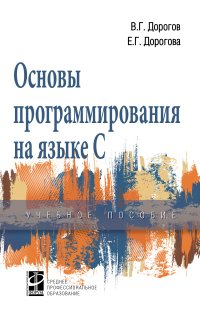 В.Г. Дорогов
Е.Г. Дорогова
Основы
программирования
на языке С
УЧЕБНОЕ ПОСОБИЕ
СРЕДНЕЕ
ПРОФЕССИОНАЛЬНОЕ
ОБРАЗОВАНИЕ